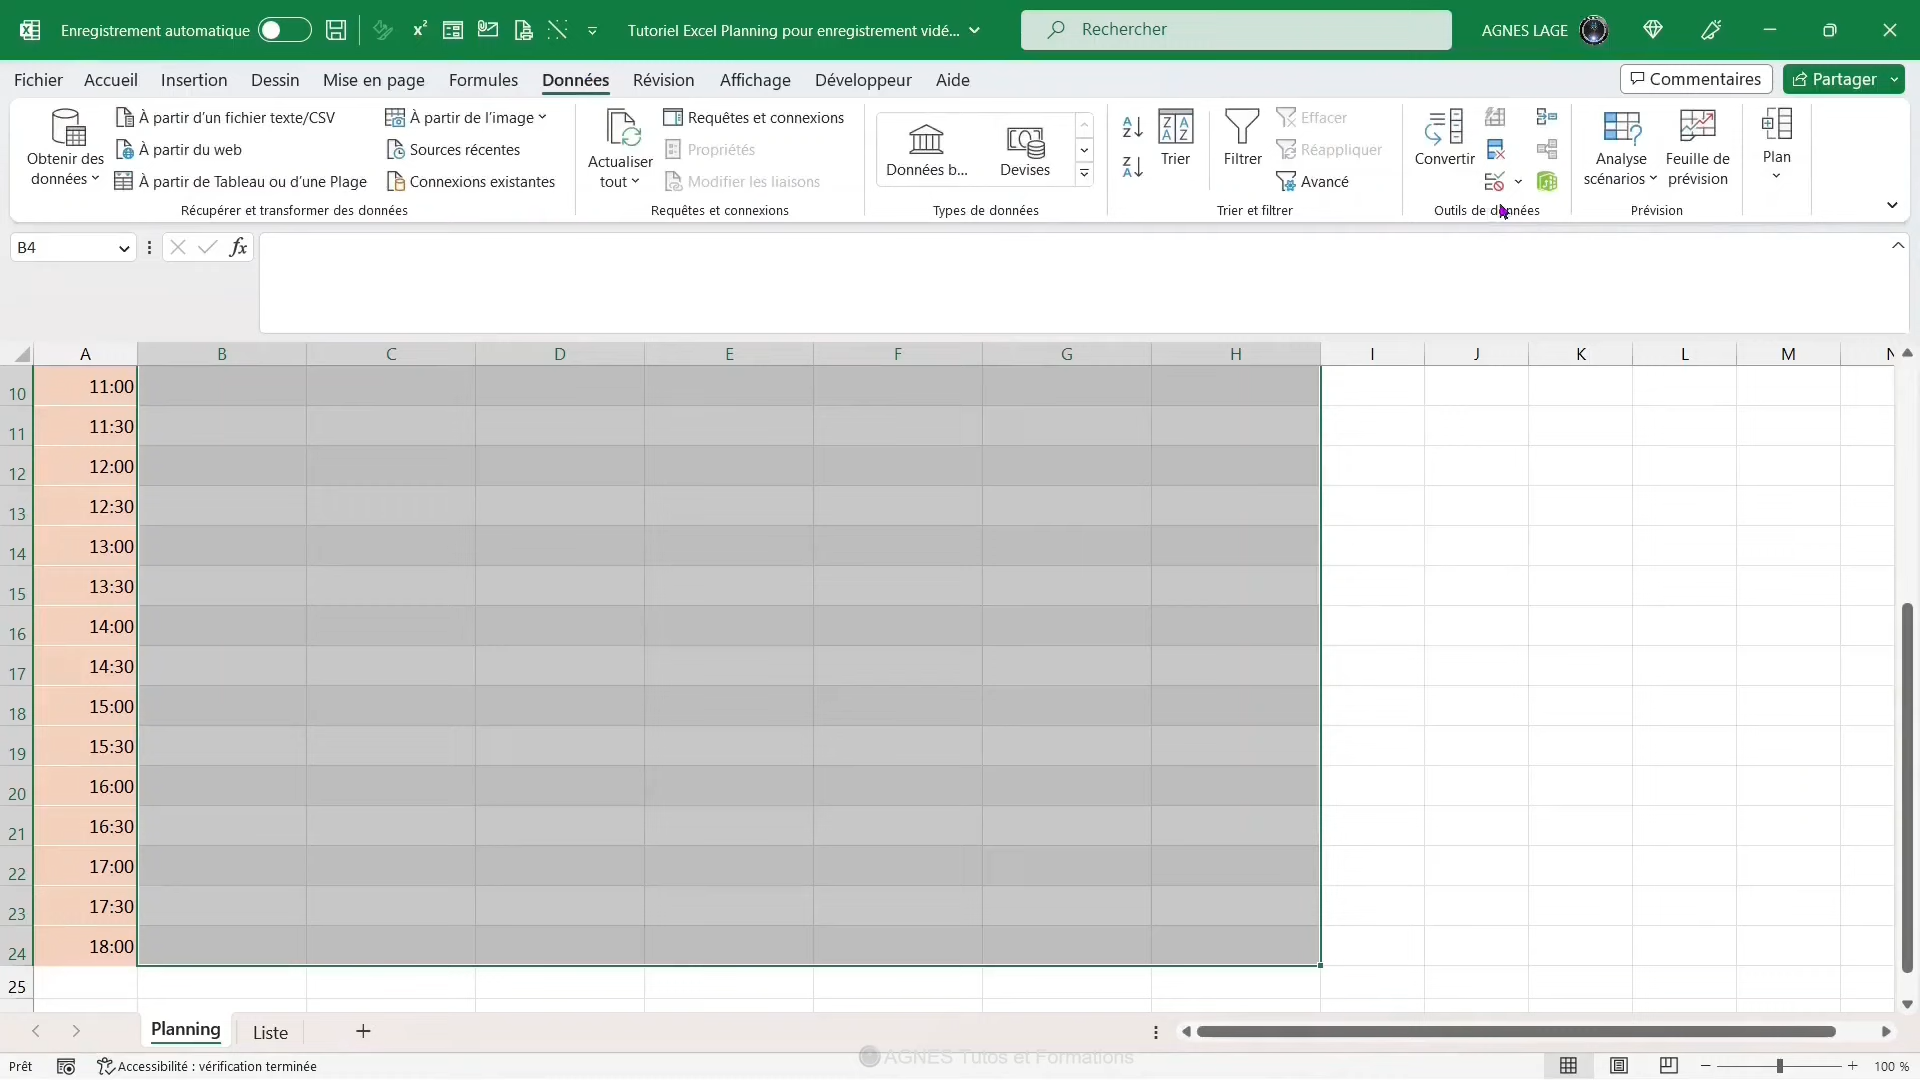 Enregistrement automatique
x²
Tutoriel Excel Planning pour enregistrement vidé...
Rechercher
AGNES LAGE
Fichier Accueil Insertion Dessin Mise en page Formules Données Révision Affichage Développeur Aide
Commentaires
Partager
Obtenir des données
À partir d'un fichier texte/CSV
À partir du web
À partir de Tableau ou d'une Plage
À partir de l'image
Sources récentes
Connexions existantes
Récupérer et transformer des données
Actualiser tout
Requêtes et connexions
Propriétés
Modifier les liaisons
Requêtes et connexions
Données b...
Devises
Types de données
Trier
Filtrer
Effacer
Réappliquer
Avancé
Trier et filtrer
Convertir
Outils de données
Analyse scénarios
Feuille de prévision
Prévision
Plan
B4
fx
A B C D E F G H I J K L M N
10 11:00
11 11:30
12 12:00
13 12:30
14 13:00
15 13:30
16 14:00
17 14:30
18 15:00
19 15:30
20 16:00
21 16:30
22 17:00
23 17:30
24 18:00
25
Planning
Liste
AGNES Tutos et Formations
Prêt
Accessibilité : vérification terminée
100 %